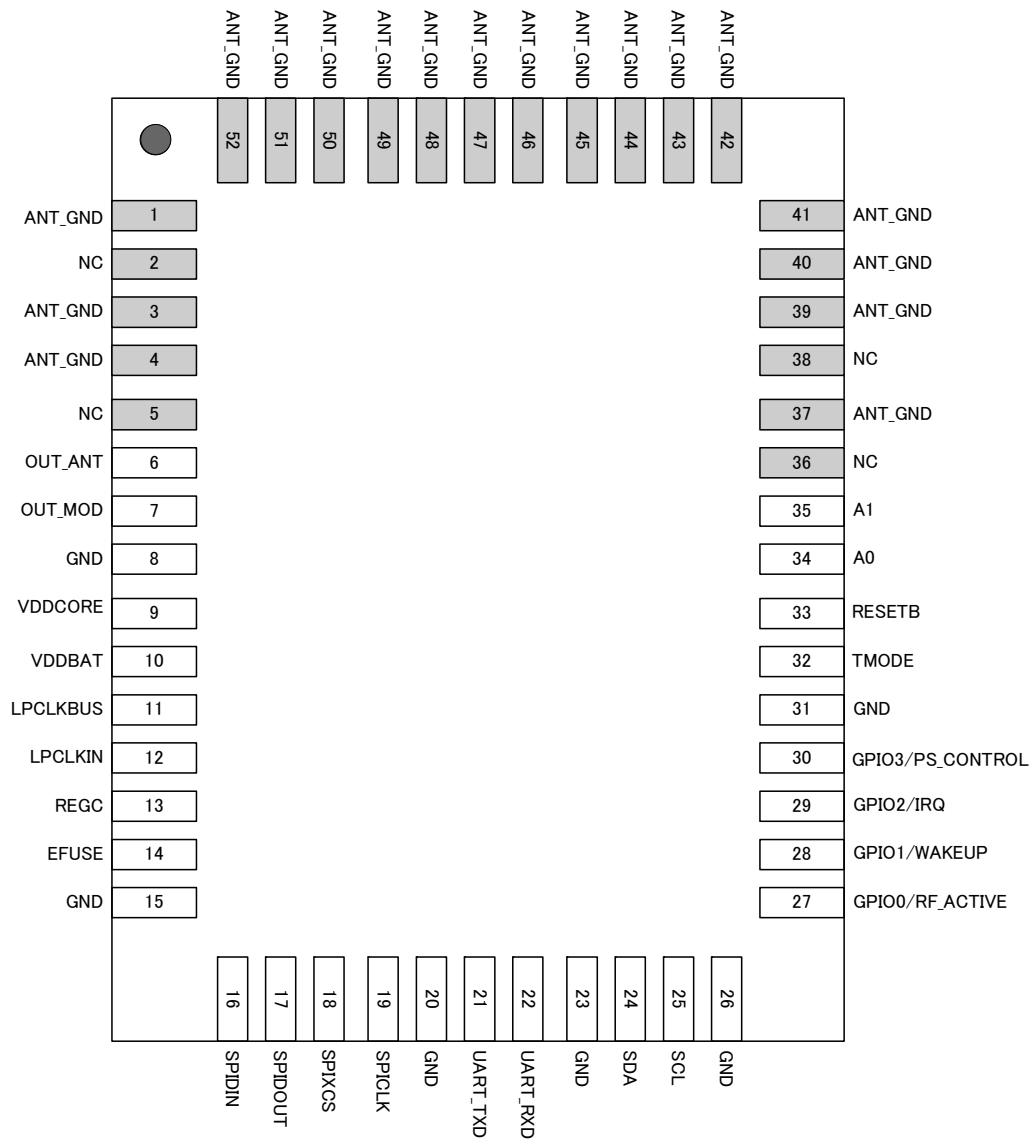 ANT_GND ANT_GND ANT_GND ANT_GND ANT_GND ANT_GND ANT_GND ANT_GND ANT_GND ANT_GND ANT_GND
52 51 50 49 48 47 46 45 44 43 42
ANT_GND 1 41 ANT_GND
NC 2 40 ANT_GND
ANT_GND 3 39 ANT_GND
ANT_GND 4 38 NC
NC 5 37 ANT_GND
OUT_ANT 6 36 NC
OUT_MOD 7 35 A1
GND 8 34 A0
VDDCORE 9 33 RESETB
VDDBAT 10 32 TMODE
LPCLKBUS 11 31 GND
LPCLKIN 12 30 GPIO3/PS_CONTROL
REGC 13 29 GPIO2/IRQ
EFUSE 14 28 GPIO1/WAKEUP
GND 15 27 GPIO0/RF_ACTIVE
16 17 18 19 20 21 22 23 24 25 26
SPIDIN SPIDOUT SPIXCS SPICLK GND UART_TXD UART_RXD GND SDA SCL GND